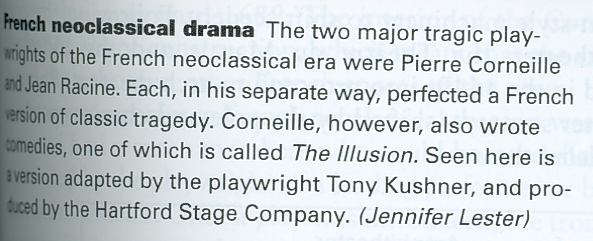 French neoclassical drama The two major tragic play-
wrights of the French neoclassical era were Pierre Corneille
and Jean Racine. Each, in his separate way, perfected a French
version of classic tragedy. Corneille, however, also wrote
comedies, one of which is called The Illusion. Seen here is
a version adapted by the playwright Tony Kushner, and pro-
duced by the Hartford Stage Company. (Jennifer Lester)